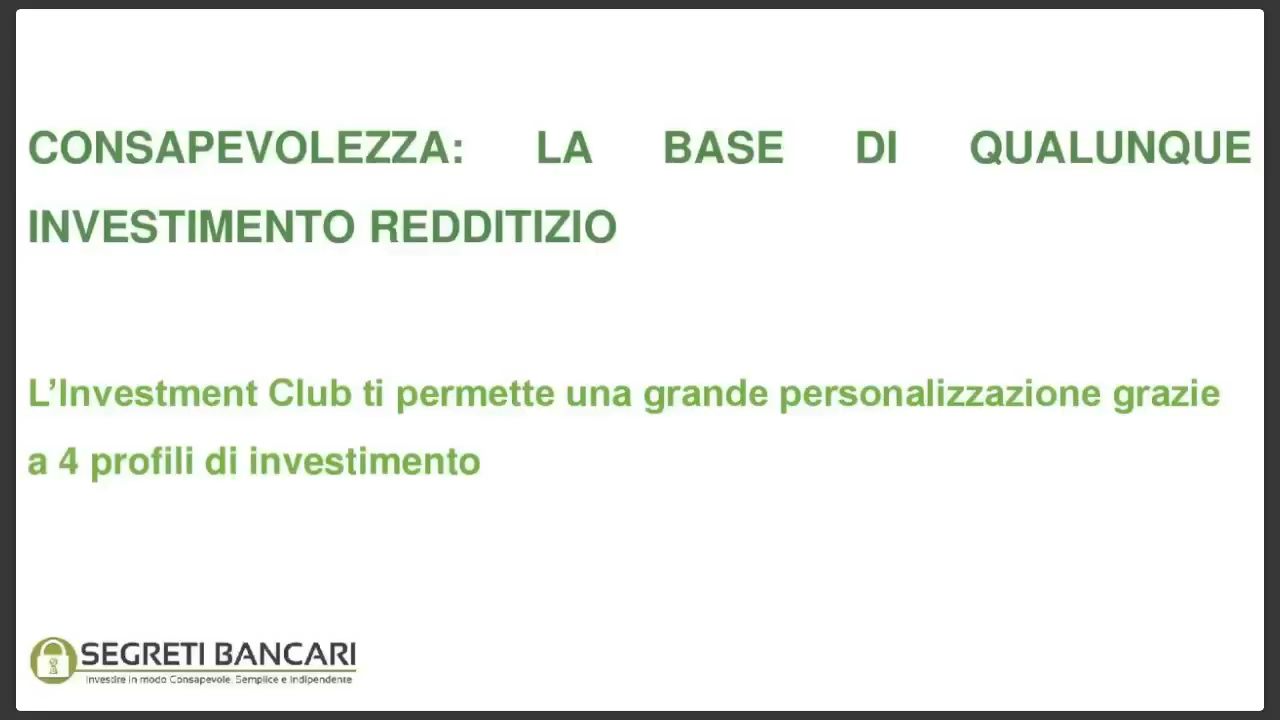 CONSAPEVOLEZZA: LA BASE DI QUALUNQUE
INVESTIMENTO REDDITIZIO
L’Investment Club ti permette una grande personalizzazione grazie
a 4 profili di investimento
SEGRETI BANCARI
Investire in modo Consapevole, Semplice e Indipendente